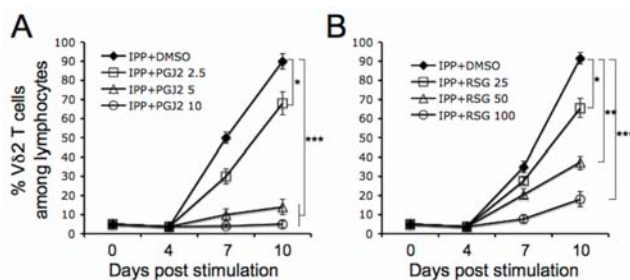 A
100
90
80
70
60
50
40
30
20
10
0
% Vδ2 T cells
among lymphocytes
IPP+DMSO
IPP+PGJ2 2.5
IPP+PGJ2 5
IPP+PGJ2 10
*
***
0 4 7 10
Days post stimulation
B
100
90
80
70
60
50
40
30
20
10
0
IPP+DMSO
IPP+RSG 25
IPP+RSG 50
IPP+RSG 100
*
**
***
0 4 7 10
Days post stimulation